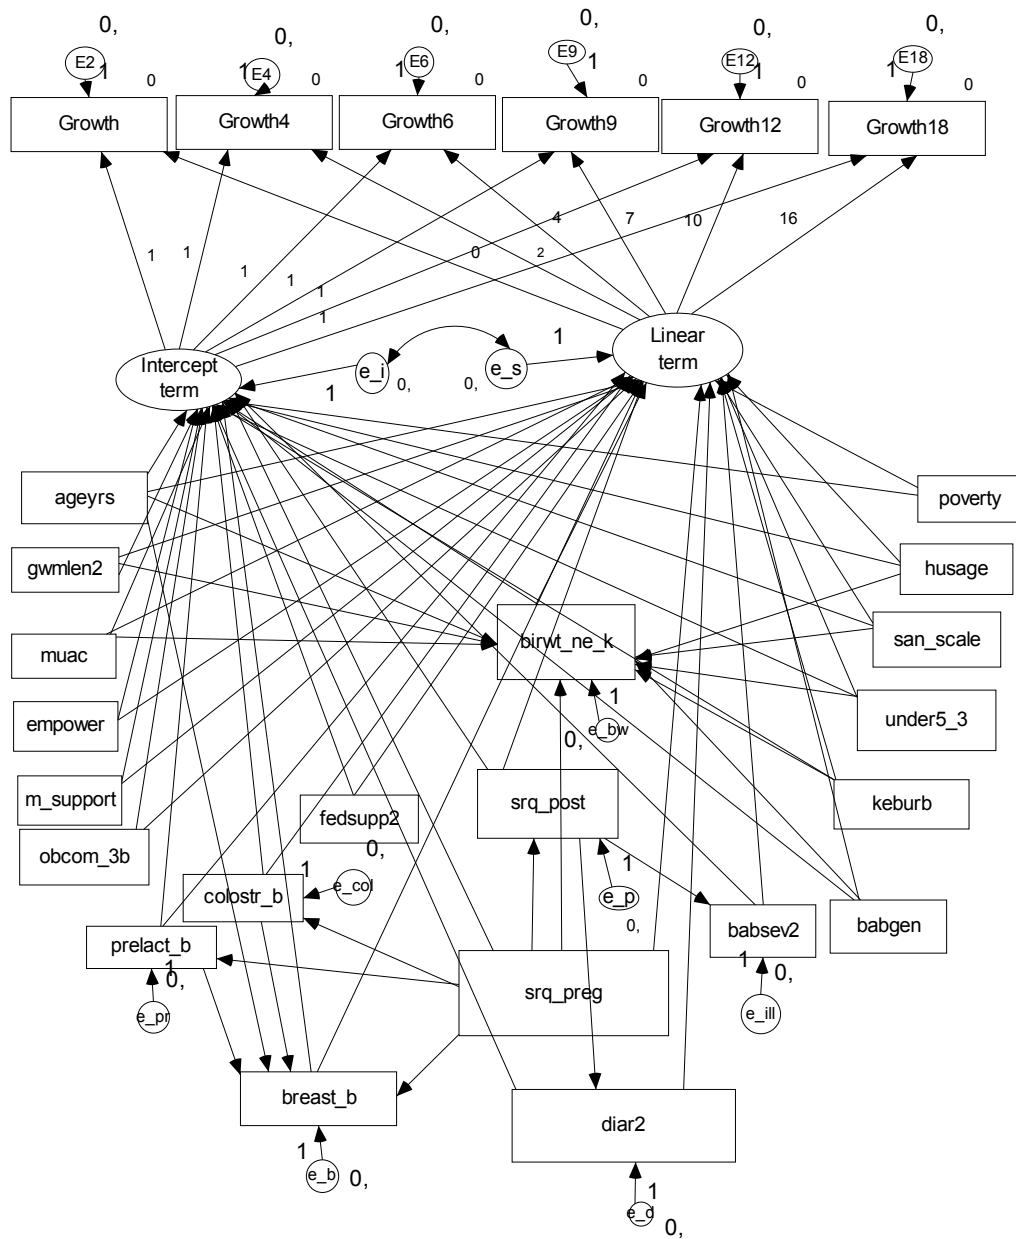 0,
0,
0,
0,
0,
0,
E2
E4
E6
E9
E12
E18
1
1
1
1
1
1
0
0
0
0
0
0
Growth
Growth4
Growth6
Growth9
Growth12
Growth18
4
7
10
16
1
1
1
1
1
1
0
2
Intercept
term
Linear
term
e_i
e_s
1
1
0,
0,
ageyrs
poverty
gwmlen2
husage
muac
birwt_ne_k
san_scale
empower
1
e_bw
0,
under5_3
m_support
fedsupp2
srq_post
keburb
obcom_3b
0,
1
colostr_b
e_col
1
e_p
0,
babsev2
babgen
prelact_b
1
0,
1
0,
srq_preg
e_pr
e_ill
breast_b
diar2
1
e_b
0,
1
e_d
0,